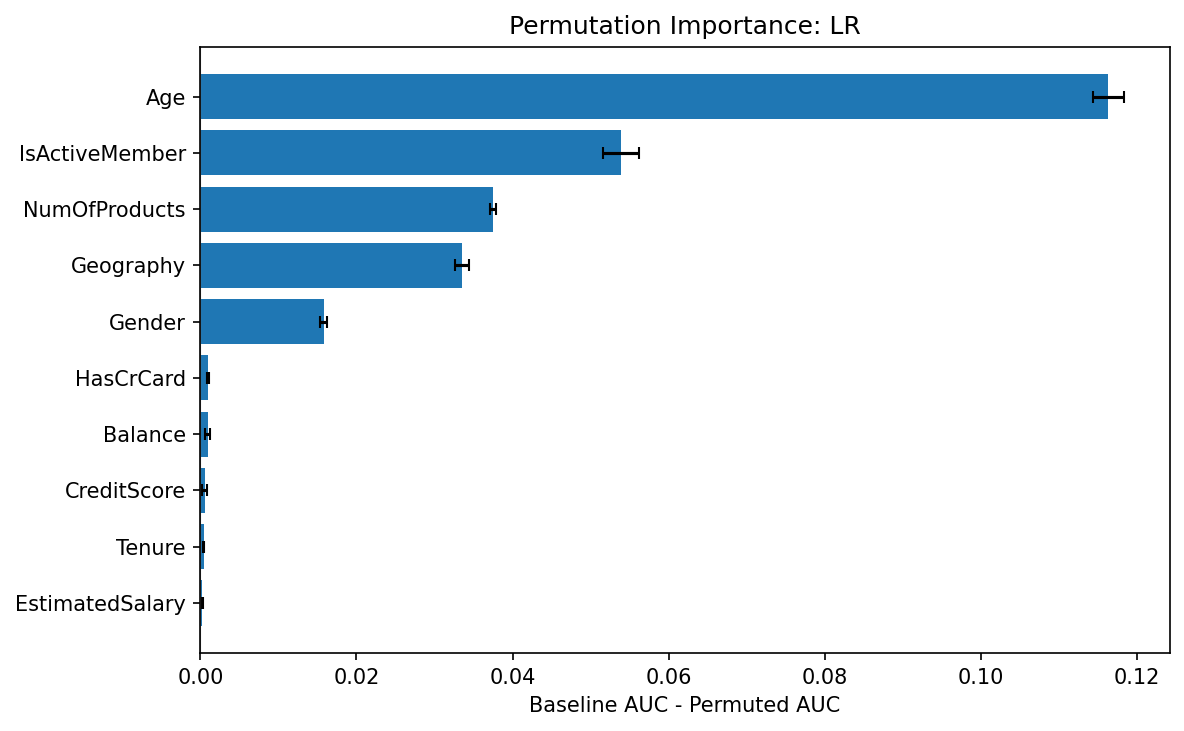 Permutation Importance: LR
Age
IsActiveMember
NumOfProducts
Geography
Gender
HasCrCard
Balance
CreditScore
Tenure
EstimatedSalary
0.00 0.02 0.04 0.06 0.08 0.10 0.12
Baseline AUC - Permuted AUC